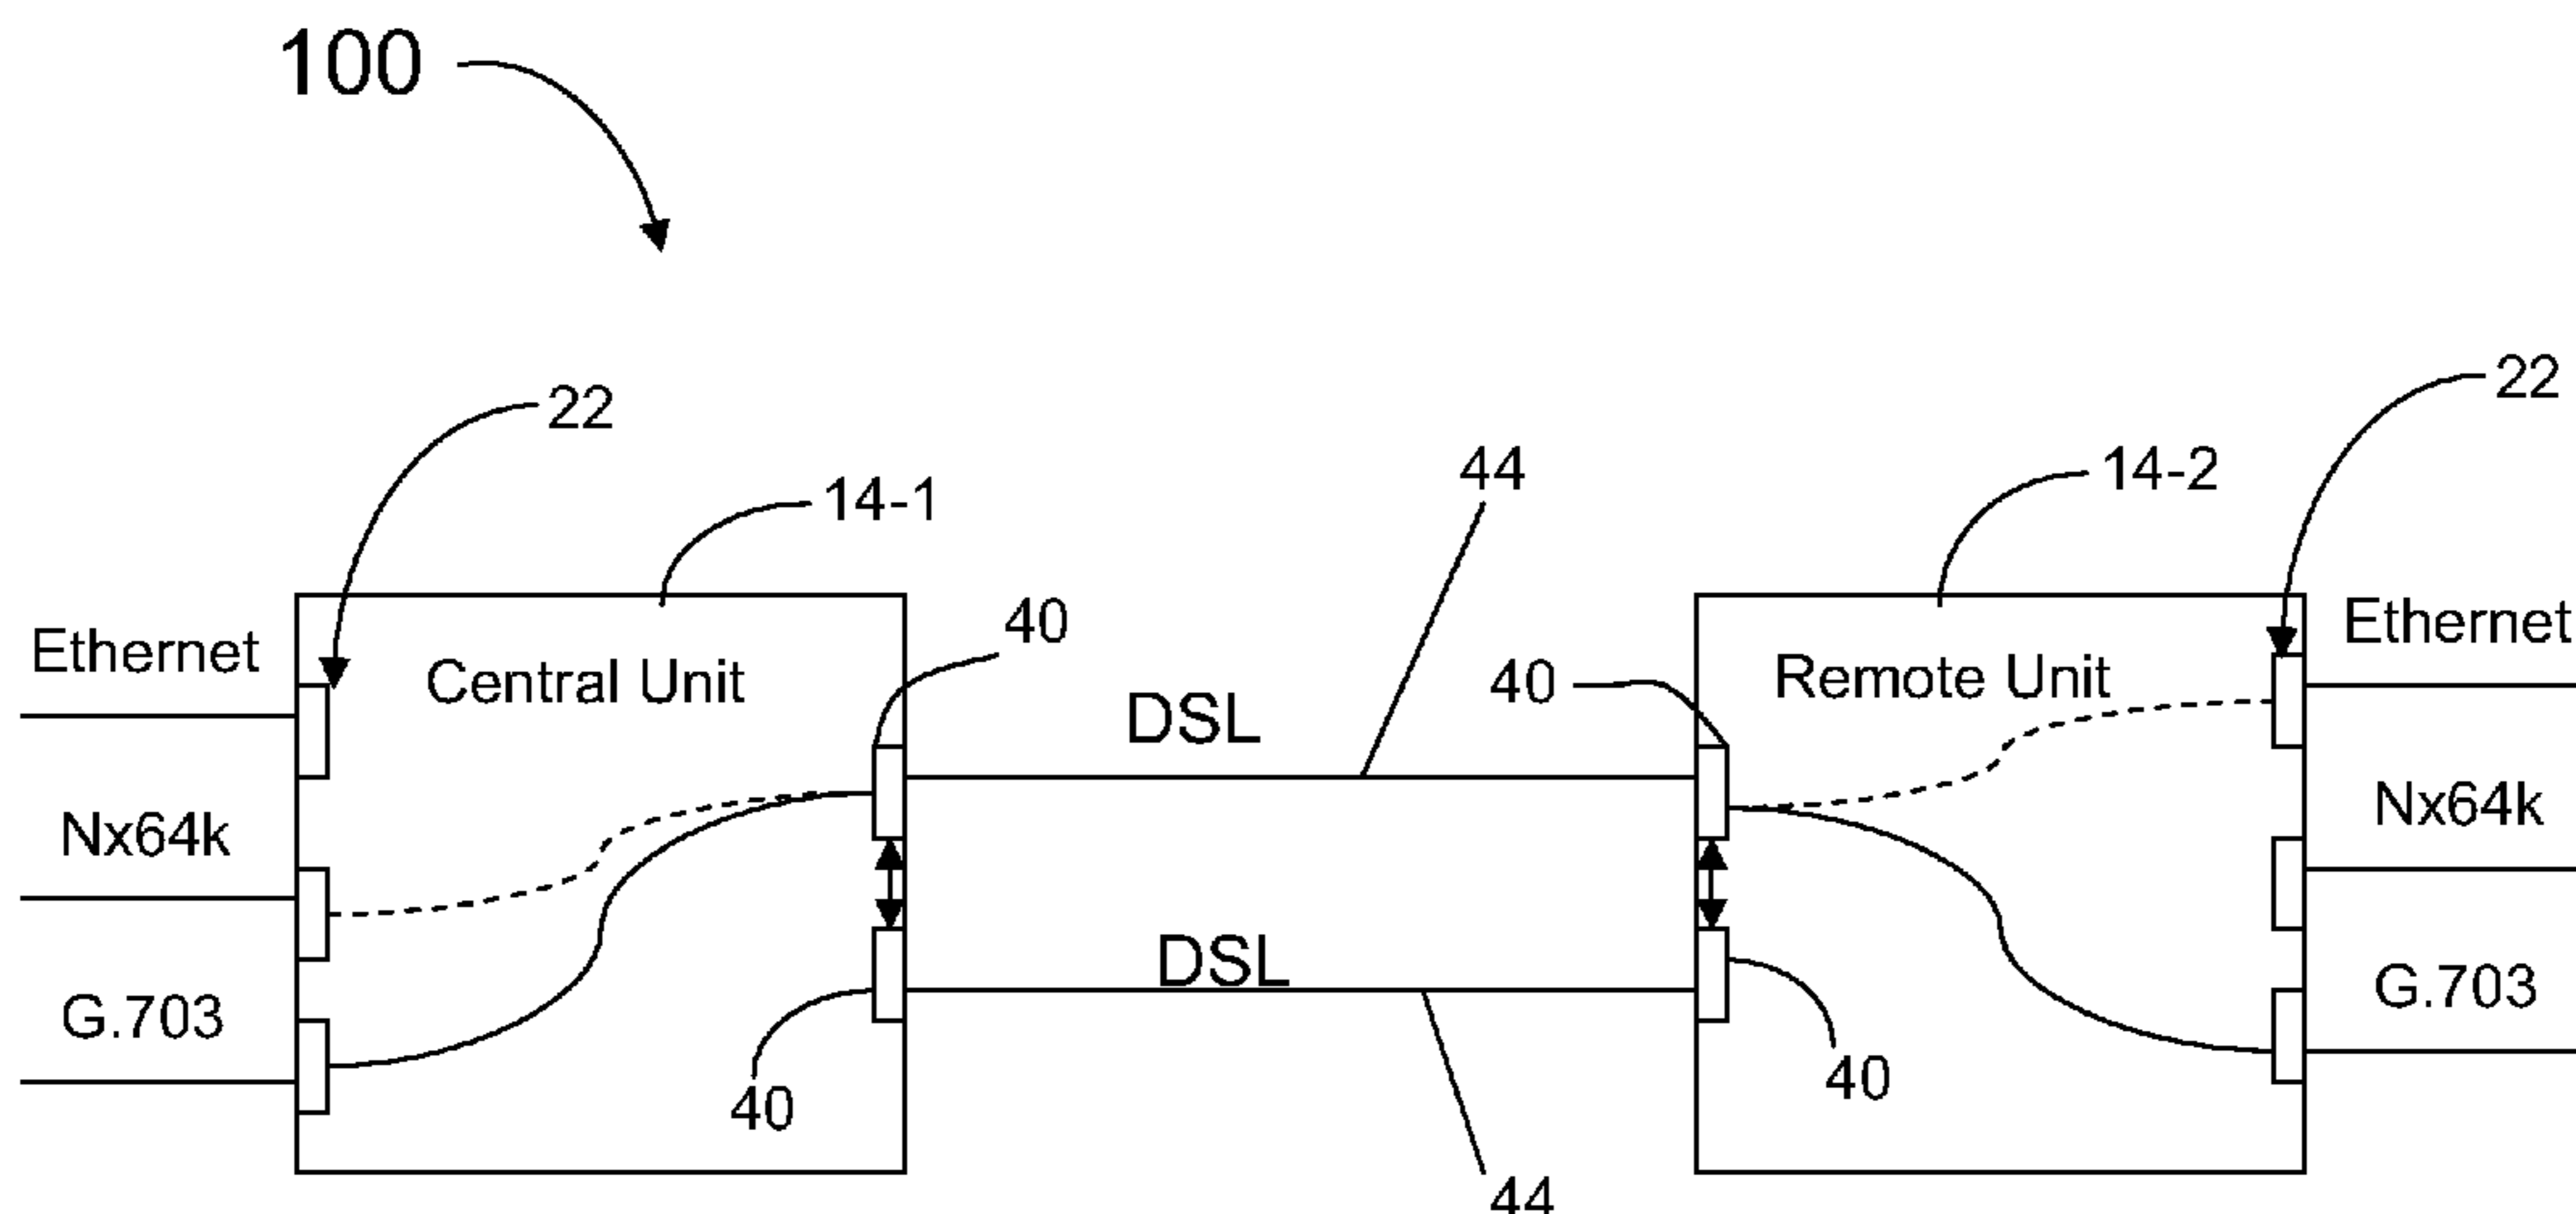 100
22
22
14-1
44
14-2
Ethernet
Central Unit
40
DSL
40
Remote Unit
Ethernet
Nx64k
Nx64k
G.703
DSL
G.703
40
40
44